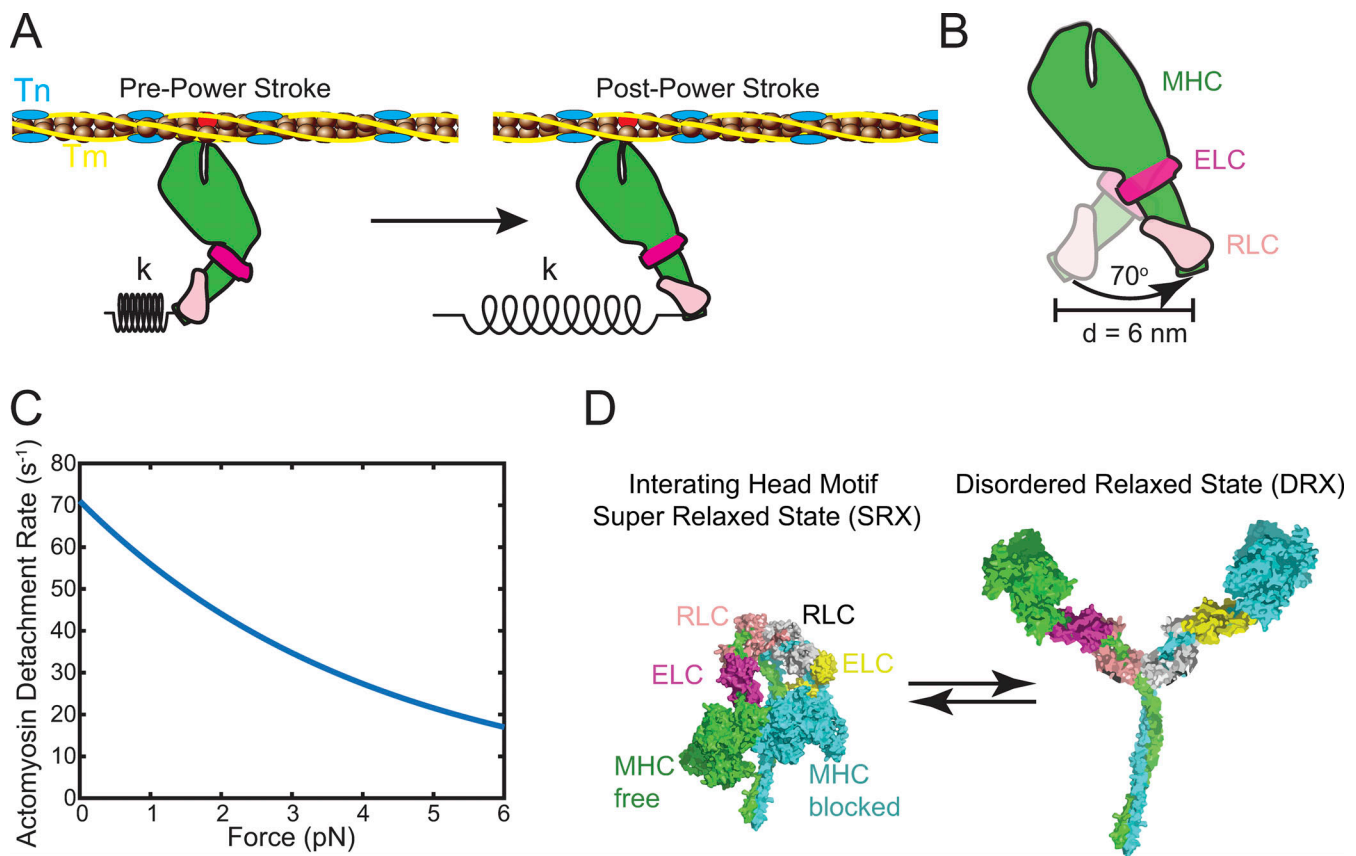 A
Pre-Power Stroke
Post-Power Stroke
Tn
Tm
k
k
B
MHC
ELC
RLC
70º
d = 6 nm
C
Actomyosin Detachment Rate (s⁻¹)
80
70
60
50
40
30
20
10
0
0 1 2 3 4 5 6
Force (pN)
D
Interating Head Motif
Super Relaxed State (SRX)
Disordered Relaxed State (DRX)
RLC
RLC
ELC
ELC
MHC
free
MHC
blocked